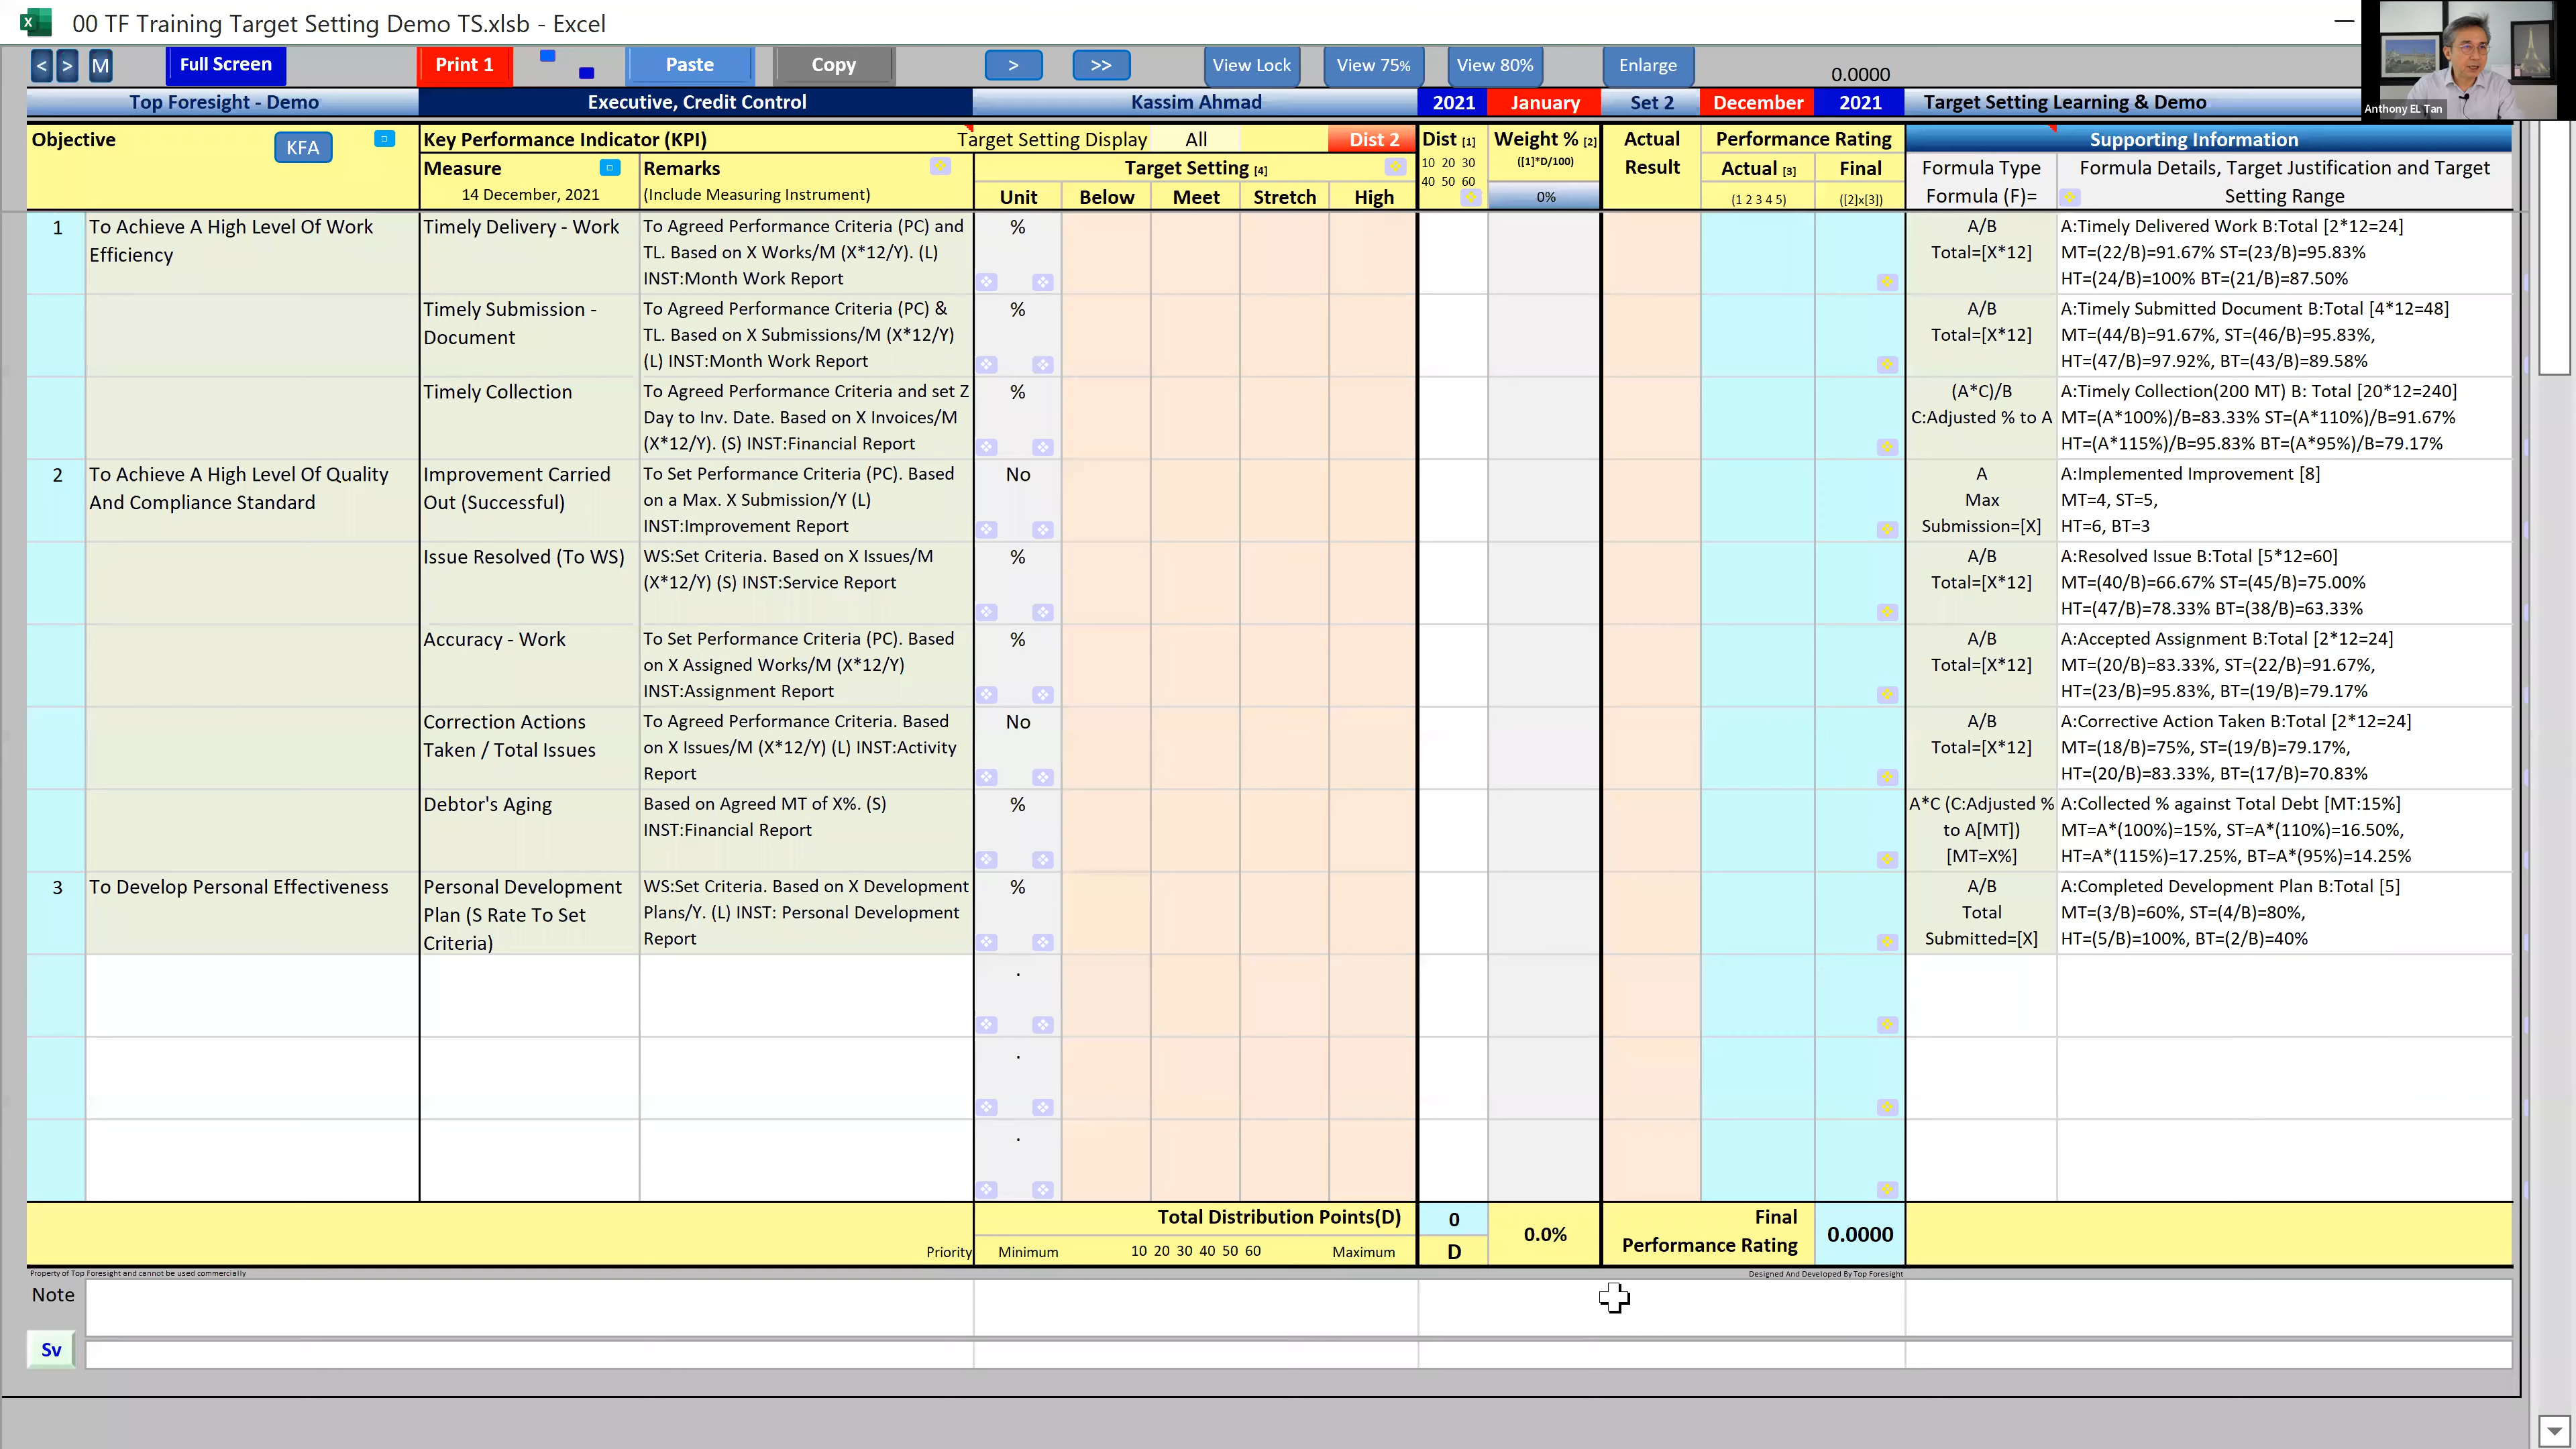 00 TF Training Target Setting Demo TS.xlsb - Excel
< > M Full Screen Print 1 Paste Copy > >> View Lock View 75% View 80% Enlarge 0.0000
Anthony EL Tan
Top Foresight - Demo Executive, Credit Control Kassim Ahmad 2021 January Set 2 December 2021 Target Setting Learning & Demo
Objective KFA Key Performance Indicator (KPI) Target Setting Display All Dist 2 Dist [1] Weight % [2] Actual Result Performance Rating Supporting Information
Measure Remarks Target Setting [4] 10 20 30 ([1]*D/100) Actual [3] Final Formula Type Formula Details, Target Justification and Target
14 December, 2021 (Include Measuring Instrument) Unit Below Meet Stretch High 40 50 60 0% (1 2 3 4 5) ([2]x[3]) Formula (F)= Setting Range
1 To Achieve A High Level Of Work Efficiency
Timely Delivery - Work
To Agreed Performance Criteria (PC) and
TL. Based on X Works/M (X*12/Y). (L)
INST:Month Work Report
%
A/B
Total=[X*12]
A:Timely Delivered Work B:Total [2*12=24]
MT=(22/B)=91.67% ST=(23/B)=95.83%
HT=(24/B)=100% BT=(21/B)=87.50%
Timely Submission -
Document
To Agreed Performance Criteria (PC) &
TL. Based on X Submissions/M (X*12/Y)
(L) INST:Month Work Report
%
A/B
Total=[X*12]
A:Timely Submitted Document B:Total [4*12=48]
MT=(44/B)=91.67%, ST=(46/B)=95.83%,
HT=(47/B)=97.92%, BT=(43/B)=89.58%
Timely Collection
To Agreed Performance Criteria and set Z
Day to Inv. Date. Based on X Invoices/M
(X*12/Y). (S) INST:Financial Report
%
(A*C)/B
C:Adjusted % to A
A:Timely Collection(200 MT) B: Total [20*12=240]
MT=(A*100%)/B=83.33% ST=(A*110%)/B=91.67%
HT=(A*115%)/B=95.83% BT=(A*95%)/B=79.17%
2 To Achieve A High Level Of Quality
And Compliance Standard
Improvement Carried
Out (Successful)
To Set Performance Criteria (PC). Based
on a Max. X Submission/Y (L)
INST:Improvement Report
No
A
Max
Submission=[X]
A:Implemented Improvement [8]
MT=4, ST=5,
HT=6, BT=3
Issue Resolved (To WS)
WS:Set Criteria. Based on X Issues/M
(X*12/Y) (S) INST:Service Report
%
A/B
Total=[X*12]
A:Resolved Issue B:Total [5*12=60]
MT=(40/B)=66.67% ST=(45/B)=75.00%
HT=(47/B)=78.33% BT=(38/B)=63.33%
Accuracy - Work
To Set Performance Criteria (PC). Based
on X Assigned Works/M (X*12/Y)
INST:Assignment Report
%
A/B
Total=[X*12]
A:Accepted Assignment B:Total [2*12=24]
MT=(20/B)=83.33%, ST=(22/B)=91.67%,
HT=(23/B)=95.83%, BT=(19/B)=79.17%
Correction Actions
Taken / Total Issues
To Agreed Performance Criteria. Based
on X Issues/M (X*12/Y) (L) INST:Activity
Report
No
A/B
Total=[X*12]
A:Corrective Action Taken B:Total [2*12=24]
MT=(18/B)=75%, ST=(19/B)=79.17%,
HT=(20/B)=83.33%, BT=(17/B)=70.83%
Debtor's Aging
Based on Agreed MT of X%. (S)
INST:Financial Report
%
A*C (C:Adjusted %
to A[MT])
[MT=X%]
A:Collected % against Total Debt [MT:15%]
MT=A*(100%)=15%, ST=A*(110%)=16.50%,
HT=A*(115%)=17.25%, BT=A*(95%)=14.25%
3 To Develop Personal Effectiveness
Personal Development
Plan (S Rate To Set
Criteria)
WS:Set Criteria. Based on X Development
Plans/Y. (L) INST: Personal Development
Report
%
A/B
Total
Submitted=[X]
A:Completed Development Plan B:Total [5]
MT=(3/B)=60%, ST=(4/B)=80%,
HT=(5/B)=100%, BT=(2/B)=40%
.
.
.
Total Distribution Points(D) 0 0.0% Final
Performance Rating 0.0000
Priority Minimum 10 20 30 40 50 60 Maximum D
Property of Top Foresight and cannot be used commercially Designed And Developed By Top Foresight
Note
Sv